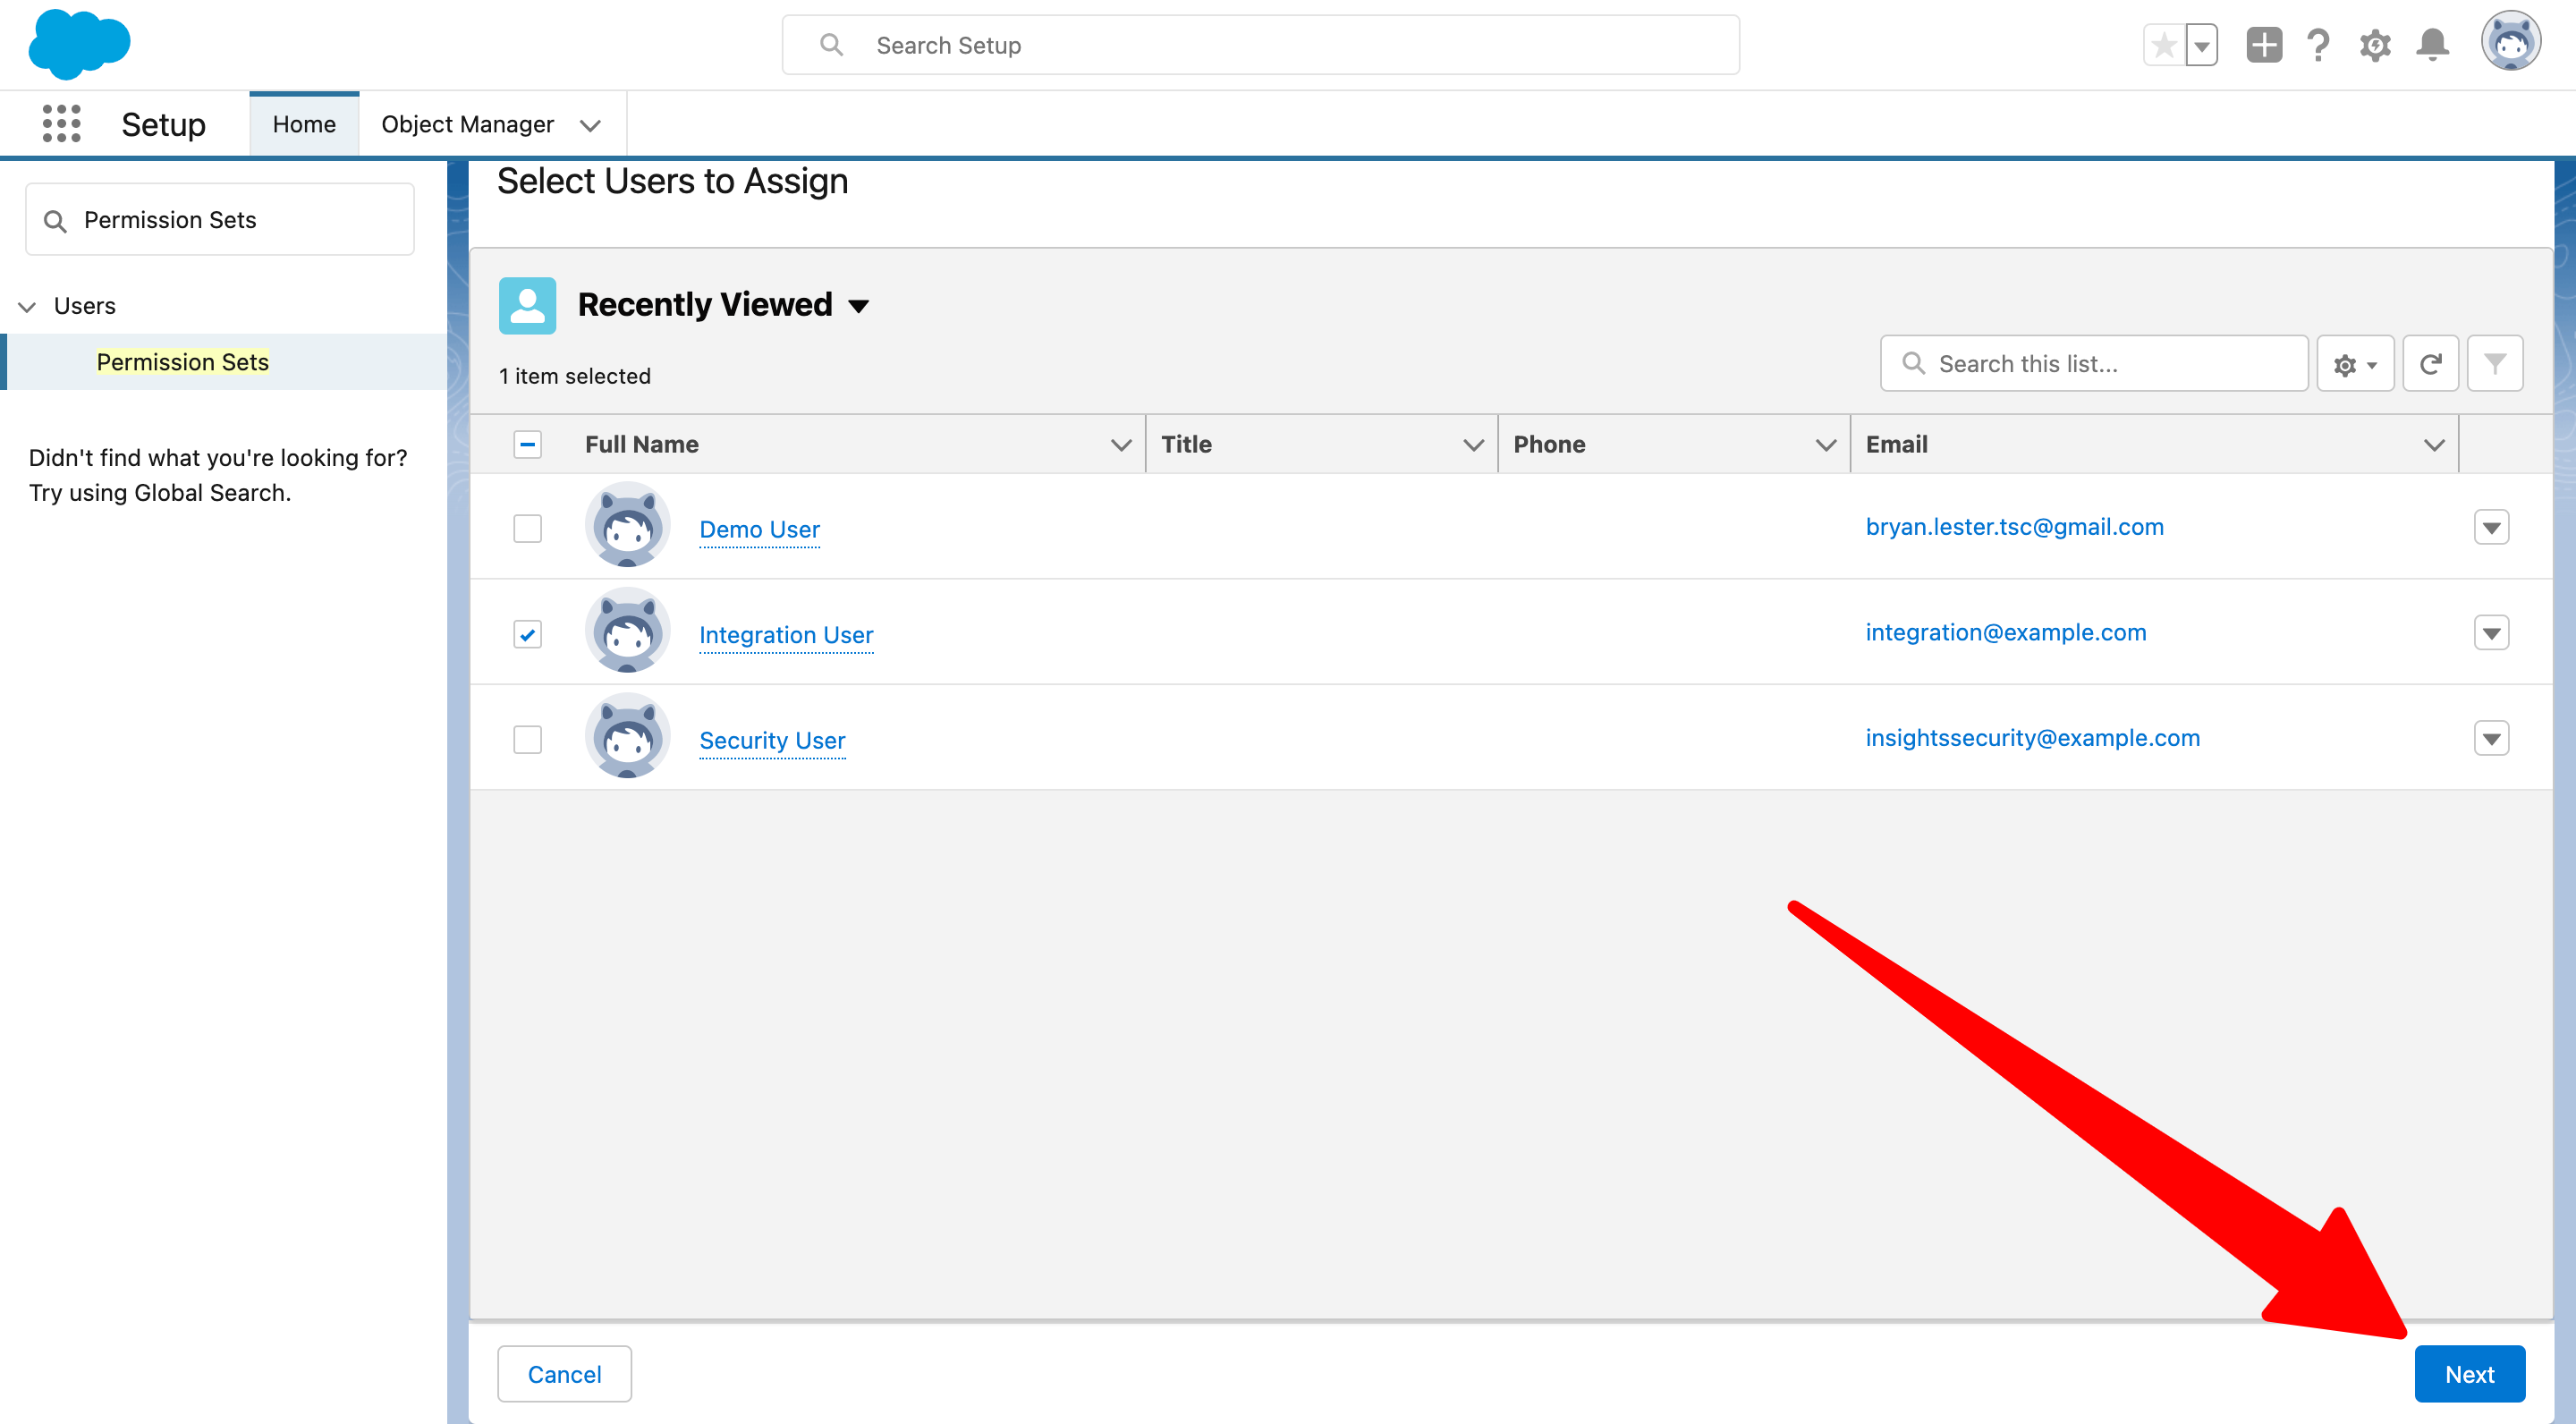 Search Setup
Setup
Home
Object Manager
Permission Sets
Users
Permission Sets
Didn't find what you're looking for?
Try using Global Search.
Select Users to Assign
Recently Viewed
1 item selected
Search this list...
Full Name
Title
Phone
Email
Demo User
bryan.lester.tsc@gmail.com
Integration User
integration@example.com
Security User
insightssecurity@example.com
Cancel
Next